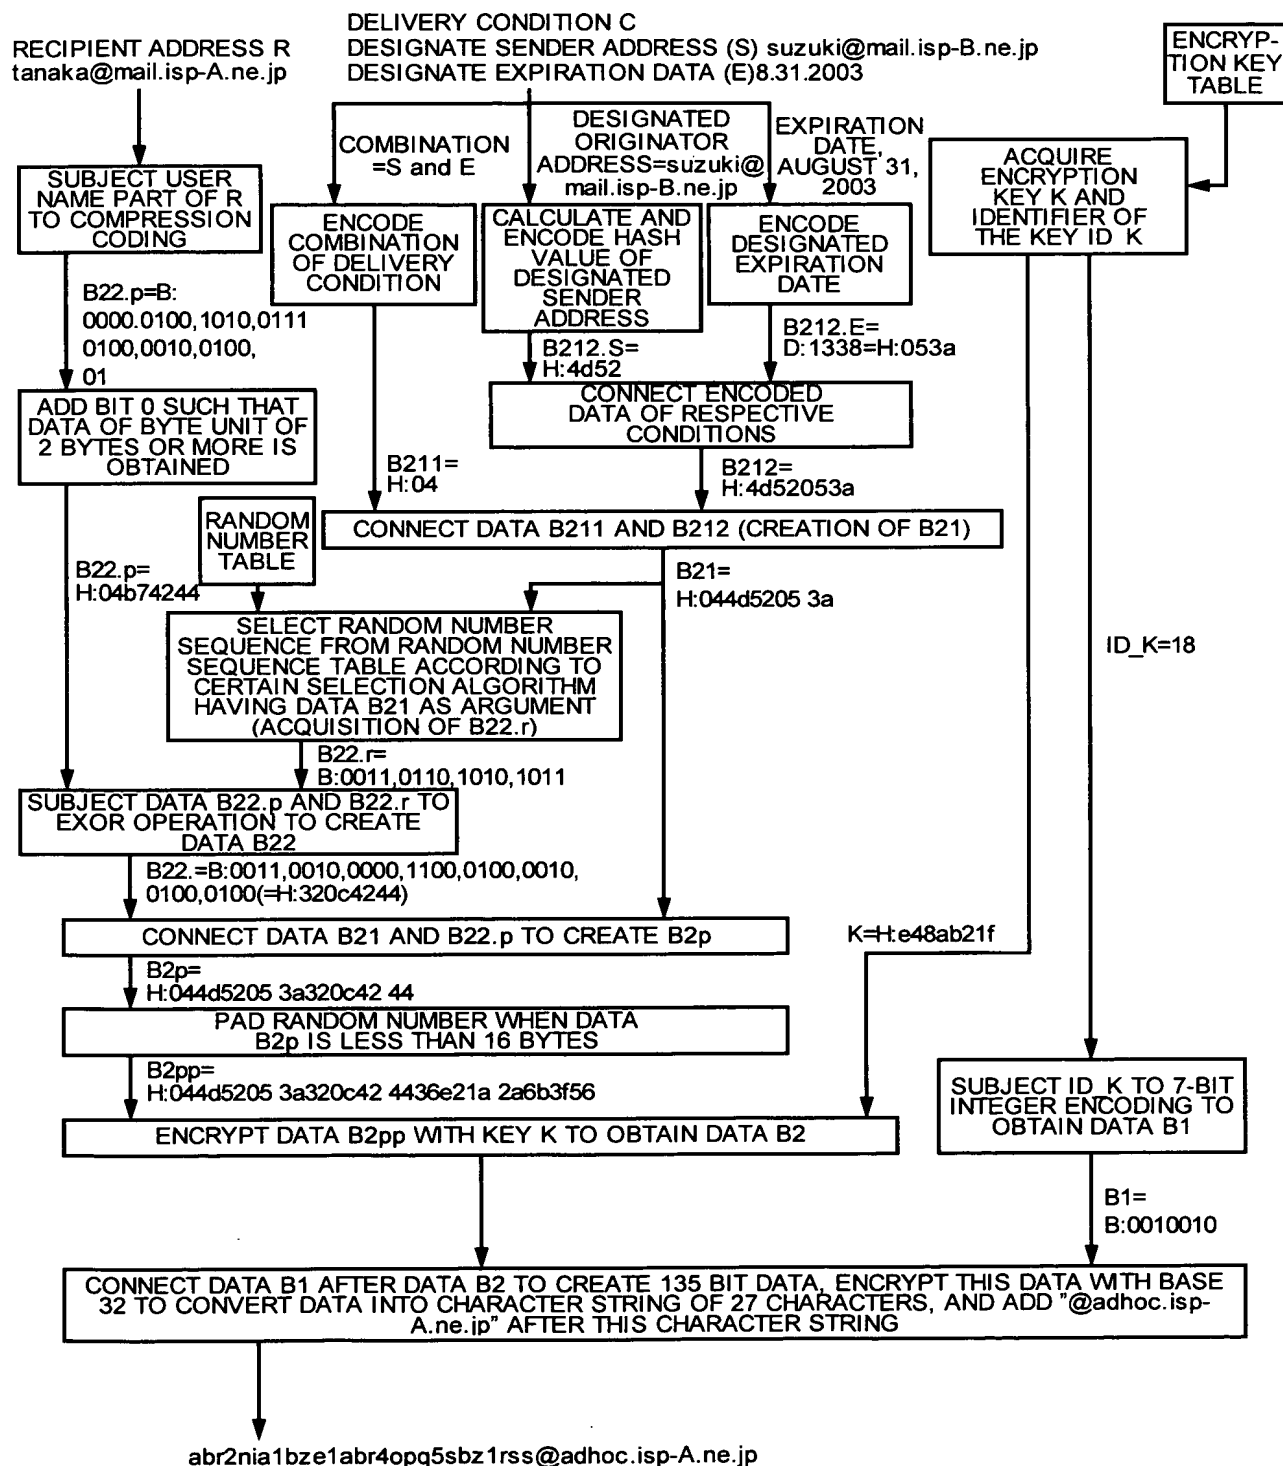 RECIPIENT ADDRESS R
tanaka@mail.isp-A.ne.jp
DELIVERY CONDITION C
DESIGNATE SENDER ADDRESS (S) suzuki@mail.isp-B.ne.jp
DESIGNATE EXPIRATION DATA (E)8.31.2003
ENCRYP-
TION KEY
TABLE
COMBINATION
=S and E
DESIGNATED
ORIGINATOR
ADDRESS=suzuki@
mail.isp-B.ne.jp
EXPIRATION
DATE,
AUGUST 31,
2003
SUBJECT USER
NAME PART OF R
TO COMPRESSION
CODING
ENCODE
COMBINATION
OF DELIVERY
CONDITION
CALCULATE AND
ENCODE HASH
VALUE OF
DESIGNATED
SENDER
ADDRESS
ENCODE
DESIGNATED
EXPIRATION
DATE
ACQUIRE
ENCRYPTION
KEY K AND
IDENTIFIER OF
THE KEY ID_K
B22.p=B:
0000.0100,1010,0111
0100,0010,0100,
01
B212.S=
H:4d52
B212.E=
D:1338=H:053a
ADD BIT 0 SUCH THAT
DATA OF BYTE UNIT OF
2 BYTES OR MORE IS
OBTAINED
CONNECT ENCODED
DATA OF RESPECTIVE
CONDITIONS
B211=
H:04
B212=
H:4d52053a
RANDOM
NUMBER
TABLE
CONNECT DATA B211 AND B212 (CREATION OF B21)
B22.p=
H:04b74244
B21=
H:044d5205 3a
SELECT RANDOM NUMBER
SEQUENCE FROM RANDOM NUMBER
SEQUENCE TABLE ACCORDING TO
CERTAIN SELECTION ALGORITHM
HAVING DATA B21 AS ARGUMENT
(ACQUISITION OF B22.r)
ID_K=18
B22.r=
B:0011,0110,1010,1011
SUBJECT DATA B22.p AND B22.r TO
EXOR OPERATION TO CREATE
DATA B22
B22.=B:0011,0010,0000,1100,0100,0010,
0100,0100(=H:320c4244)
CONNECT DATA B21 AND B22.p TO CREATE B2p
K=H:e48ab21f
B2p=
H:044d5205 3a320c42 44
PAD RANDOM NUMBER WHEN DATA
B2p IS LESS THAN 16 BYTES
B2pp=
H:044d5205 3a320c42 4436e21a 2a6b3f56
SUBJECT ID_K TO 7-BIT
INTEGER ENCODING TO
OBTAIN DATA B1
ENCRYPT DATA B2pp WITH KEY K TO OBTAIN DATA B2
B1=
B:0010010
CONNECT DATA B1 AFTER DATA B2 TO CREATE 135 BIT DATA, ENCRYPT THIS DATA WITH BASE
32 TO CONVERT DATA INTO CHARACTER STRING OF 27 CHARACTERS, AND ADD "@adhoc.isp-
A.ne.jp" AFTER THIS CHARACTER STRING
abr2nia1bze1abr4opq5sbz1rss@adhoc.isp-A.ne.jp